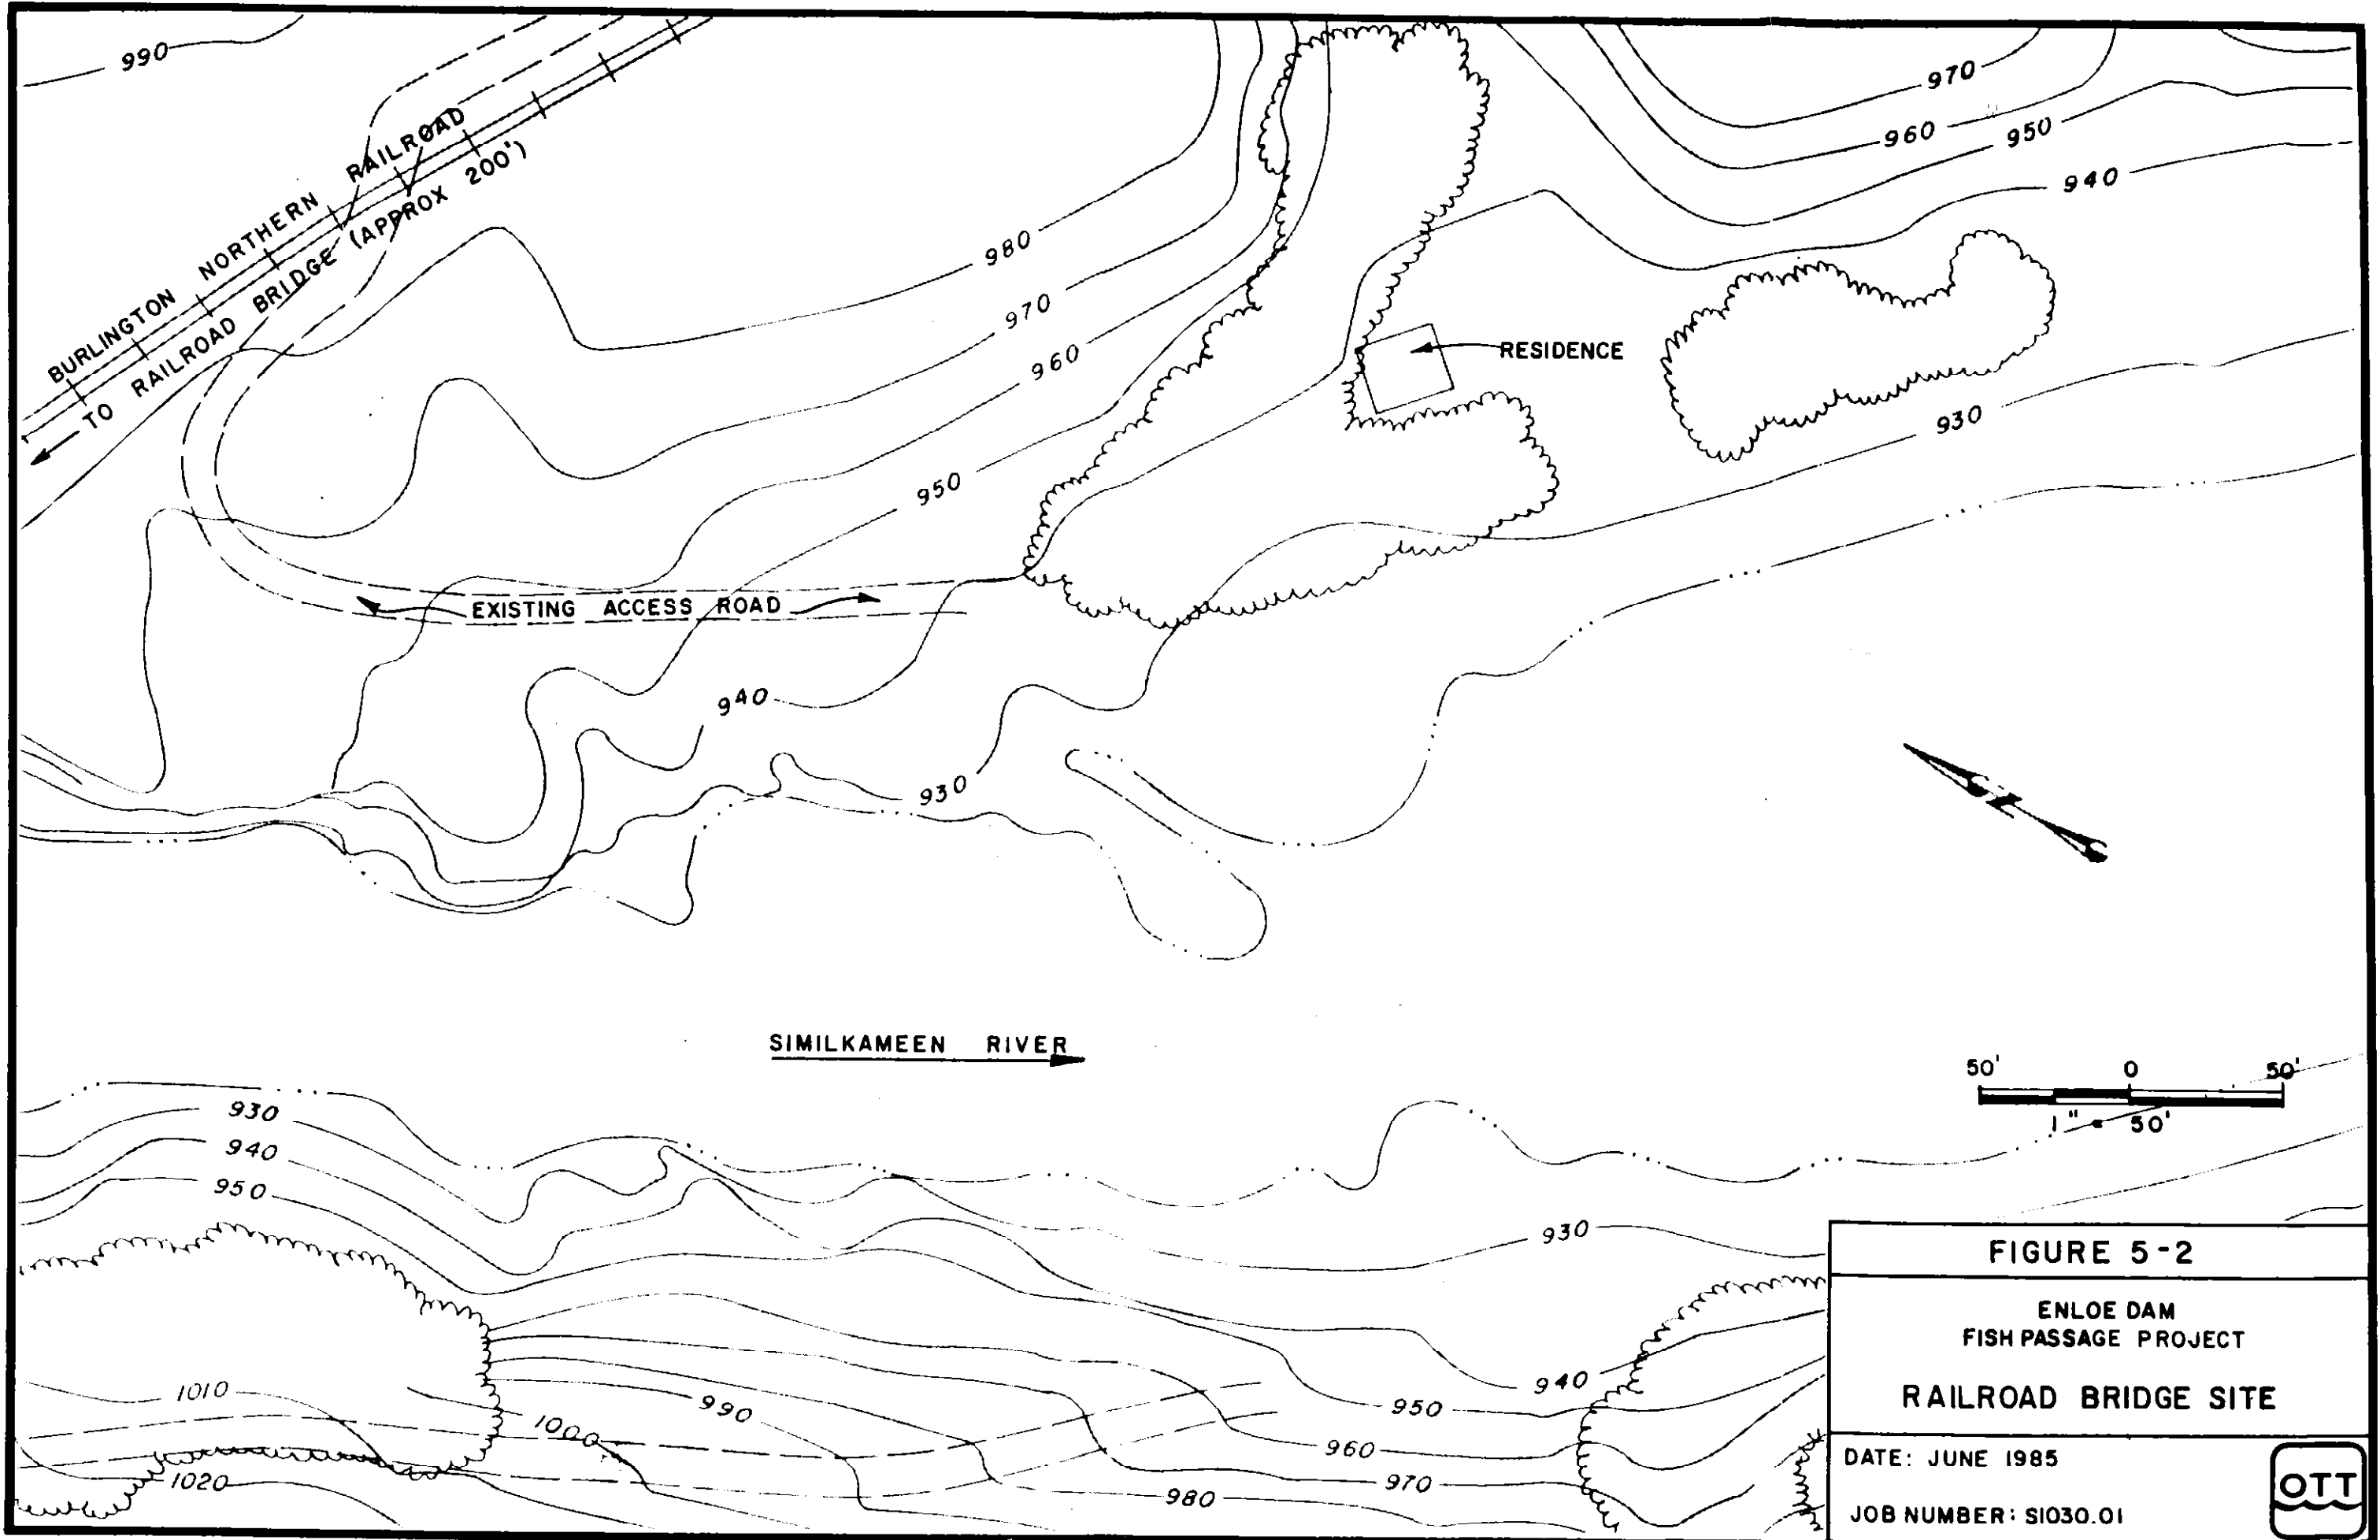 990
970
960
950
940
BURLINGTON NORTHERN RAILROAD
TO RAILROAD BRIDGE (APPROX 200')
980
970
960
950
RESIDENCE
930
EXISTING ACCESS ROAD
940
930
N
SIMILKAMEEN RIVER
50' 0 50'
1" = 50'
930
940
950
930
1010
1000
990
1020
940
950
960
970
980
FIGURE 5-2
ENLOE DAM
FISH PASSAGE PROJECT
RAILROAD BRIDGE SITE
DATE: JUNE 1985
JOB NUMBER: S1030.01
OTT